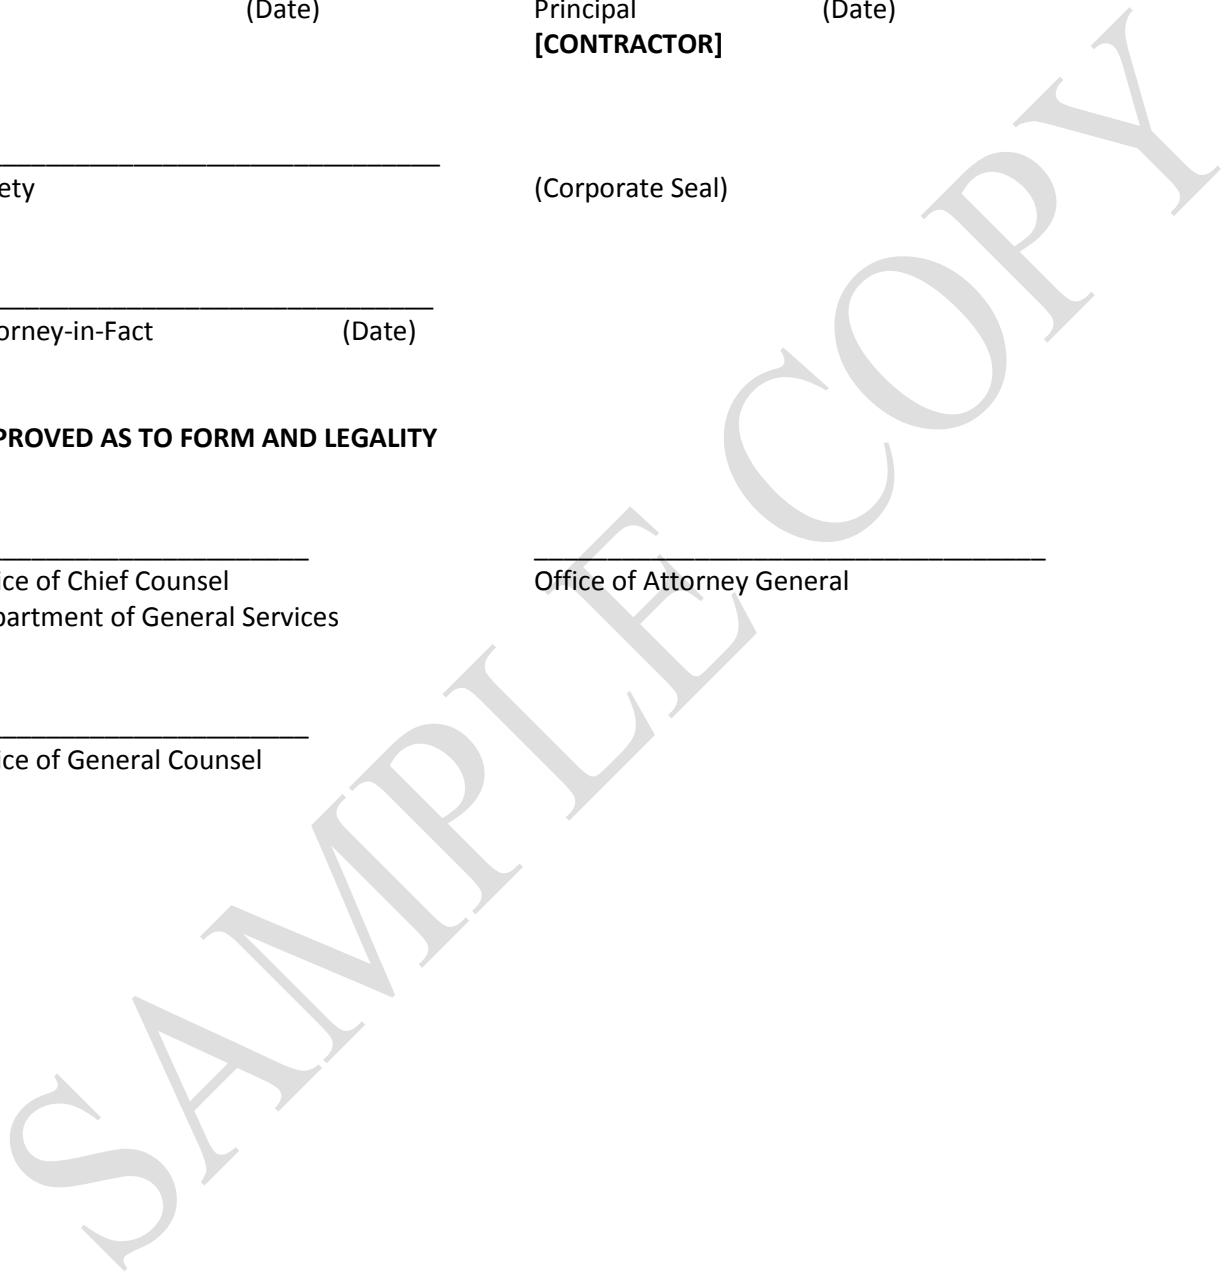 (Date) Principal (Date)
[CONTRACTOR]
ety (Corporate Seal)
orney-in-Fact (Date)
PROVED AS TO FORM AND LEGALITY
ice of Chief Counsel Office of Attorney General
partment of General Services
ice of General Counsel
SAMPLE COPY